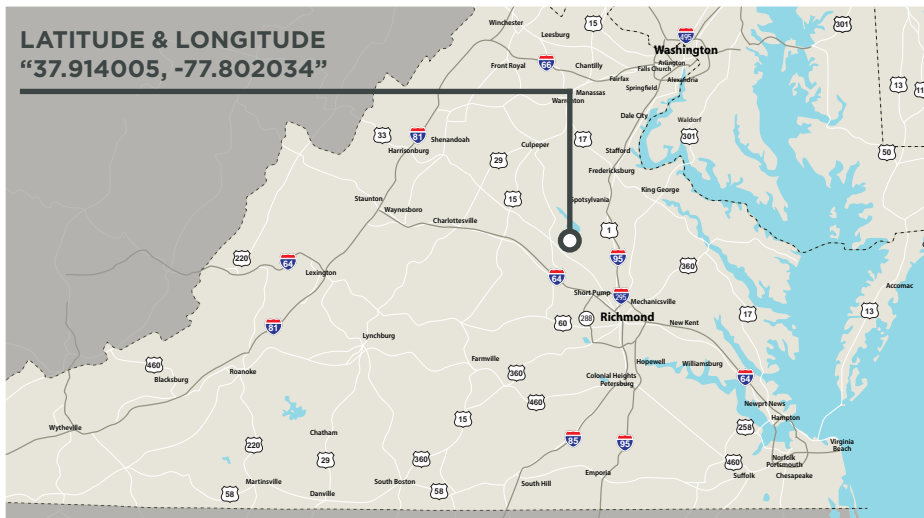 LATITUDE & LONGITUDE
“37.914005, -77.802034”
Winchester
15
Leesburg
301
495
Washington
Front Royal
66
Chantilly
Arlington
Falls Church
Fairfax
Alexandria
Springfield
13
Manassas
Warrenton
Dale City
Waldorf
33
81
Shenandoah
Harrisonburg
Culpeper
17
301
Stafford
50
29
Fredericksburg
King George
Staunton
15
Spotsylvania
Waynesboro
Charlottesville
1
220
64
95
360
Lexington
64
Accomac
Short Pump
295
Mechanicsville
13
81
60
288
Richmond
New Kent
17
Lynchburg
460
Farmville
Hopewell
Williamsburg
Roanoke
360
Colonial Heights
Petersburg
64
Blacksburg
460
Newprt News
15
Hampton
Wytheville
Chatham
258
85
95
Virginia
Beach
220
29
360
Norfolk
Portsmouth
460
Emporia
Suffolk
Chesapeake
Martinsville
South Boston
58
South Hill
58
Danville